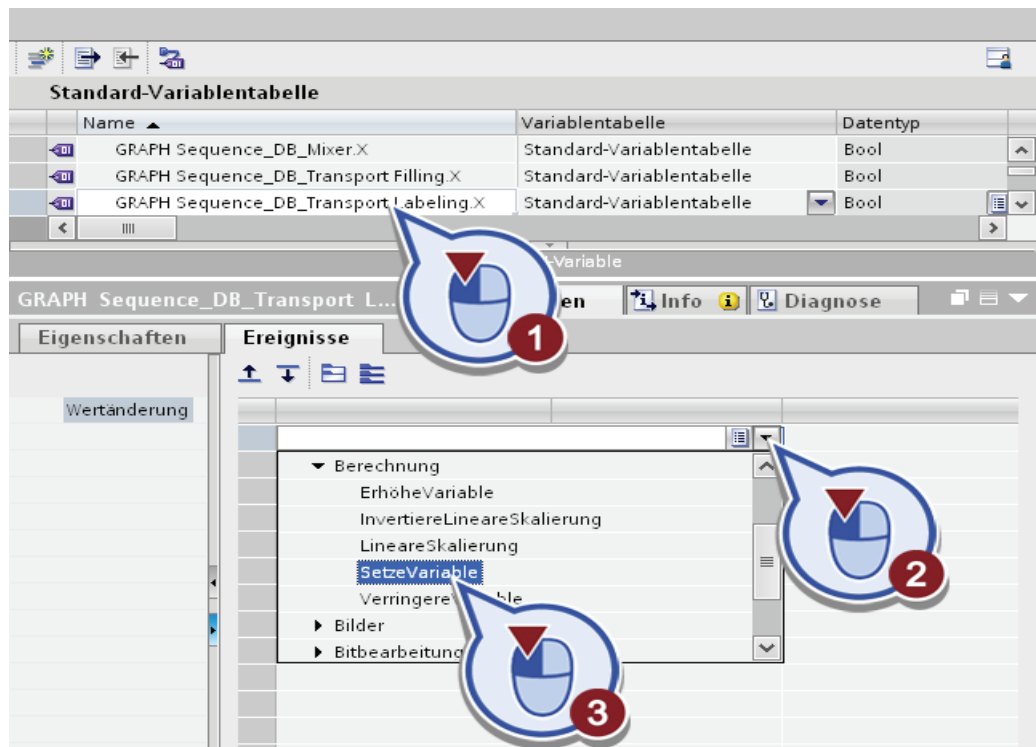 Standard-Variablentabelle
Name Variablentabelle Datentyp
GRAPH Sequence_DB_Mixer.X Standard-Variablentabelle Bool
GRAPH Sequence_DB_Transport Filling.X Standard-Variablentabelle Bool
GRAPH Sequence_DB_Transport Labeling.X Standard-Variablentabelle Bool
-Variable
GRAPH Sequence_DB_Transport L... en Info Diagnose
1
Eigenschaften Ereignisse
Wertänderung
Berechnung
ErhöheVariable
InvertiereLineareSkalierung
LineareSkalierung
SetzeVariable
2
Bilder
Bitbearbeitung
3